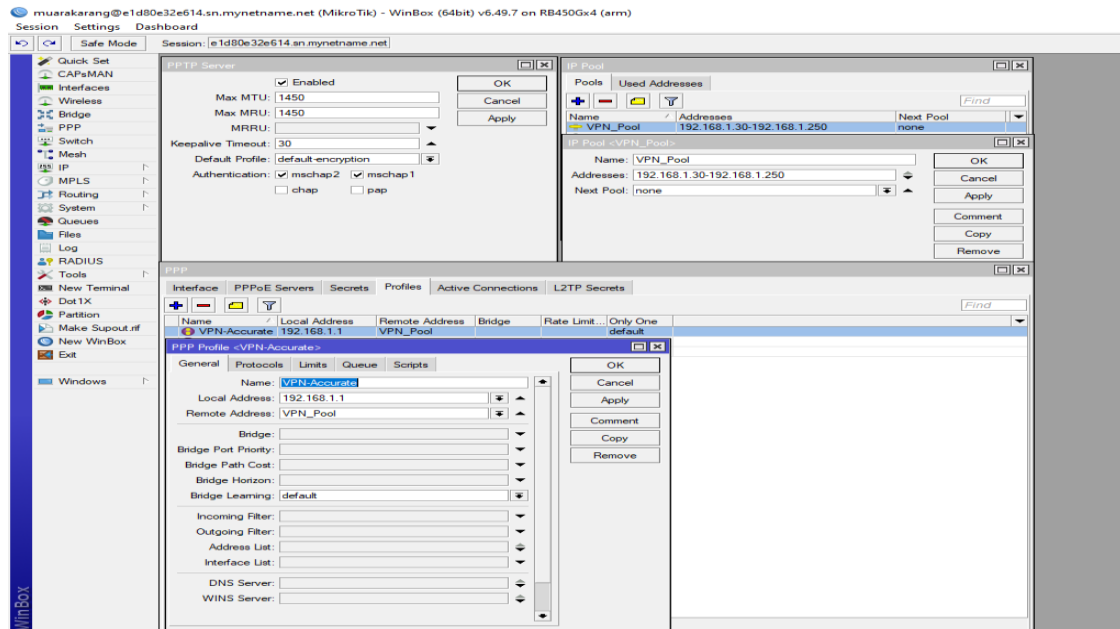 muarakarang@e1d80e32e614.sn.mynetname.net (MikroTik) - WinBox (64bit) v6.49.7 on RB450Gx4 (arm)
Session Settings Dashboard
Safe Mode Session: e1d80e32e614.sn.mynetname.net
Quick Set
CAPsMAN
Interfaces
Wireless
Bridge
PPP
Switch
Mesh
IP
MPLS
Routing
System
Queues
Files
Log
RADIUS
Tools
New Terminal
Dot1X
Partition
Make Supout.rif
New WinBox
Exit
Windows
WinBox
PPTP Server
Enabled
Max MTU: 1450
Max MRU: 1450
MRRU:
Keepalive Timeout: 30
Default Profile: default-encryption
Authentication: mschap2 mschap1
chap pap
OK
Cancel
Apply
IP Pool
Pools Used Addresses
Find
Name Addresses Next Pool
VPN_Pool 192.168.1.30-192.168.1.250 none
IP Pool <VPN_Pool>
Name: VPN_Pool
Addresses: 192.168.1.30-192.168.1.250
Next Pool: none
OK
Cancel
Apply
Comment
Copy
Remove
PPP
Interface PPPoE Servers Secrets Profiles Active Connections L2TP Secrets
Find
Name Local Address Remote Address Bridge Rate Limit... Only One
VPN-Accurate 192.168.1.1 VPN_Pool default
PPP Profile <VPN-Accurate>
General Protocols Limits Queue Scripts
Name: VPN-Accurate
Local Address: 192.168.1.1
Remote Address: VPN_Pool
Bridge:
Bridge Port Priority:
Bridge Path Cost:
Bridge Horizon:
Bridge Learning: default
Incoming Filter:
Outgoing Filter:
Address List:
Interface List:
DNS Server:
WINS Server:
OK
Cancel
Apply
Comment
Copy
Remove